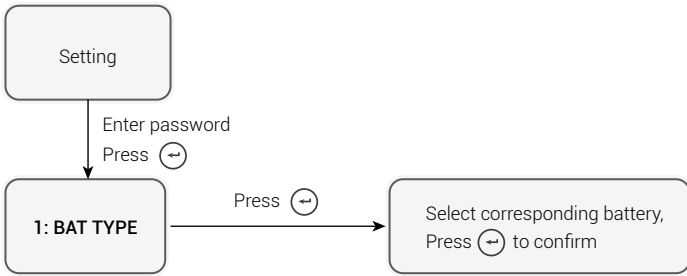 Setting
Enter password
Press
1: BAT TYPE
Press
Select corresponding battery,
Press to confirm